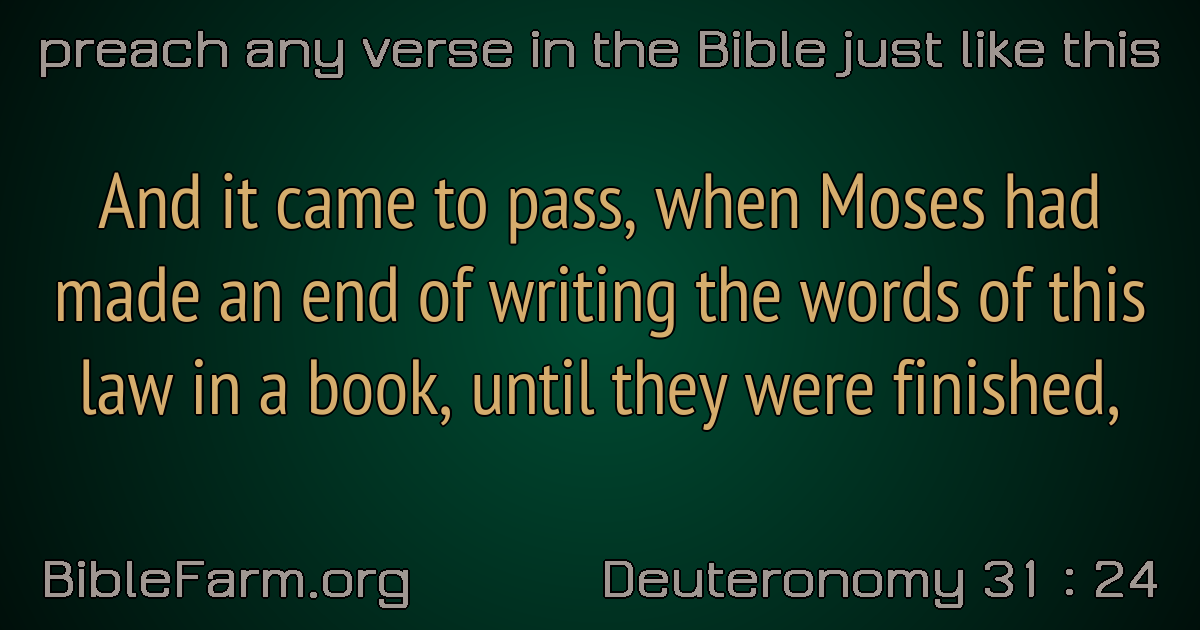 preach any verse in the Bible just like this
And it came to pass, when Moses had
made an end of writing the words of this
law in a book, until they were finished,
BibleFarm.org
Deuteronomy 31 : 24